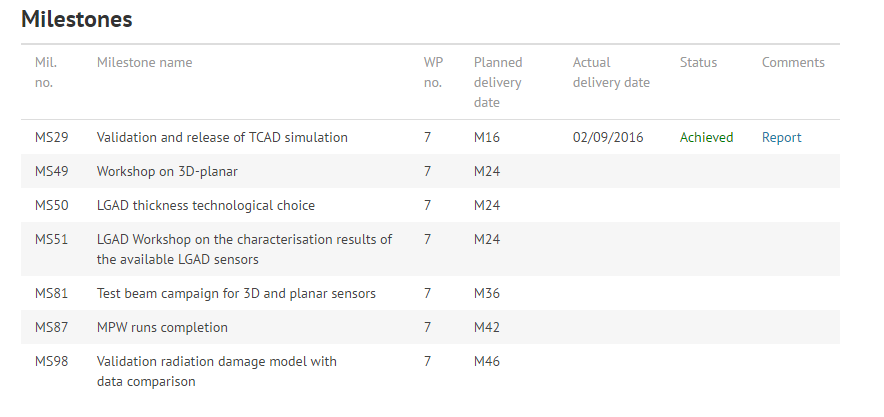 Milestones
Mil. no. Milestone name WP no. Planned delivery date Actual delivery date Status Comments
MS29 Validation and release of TCAD simulation 7 M16 02/09/2016 Achieved Report
MS49 Workshop on 3D-planar 7 M24
MS50 LGAD thickness technological choice 7 M24
MS51 LGAD Workshop on the characterisation results of 7 M24
the available LGAD sensors
MS81 Test beam campaign for 3D and planar sensors 7 M36
MS87 MPW runs completion 7 M42
MS98 Validation radiation damage model with 7 M46
data comparison